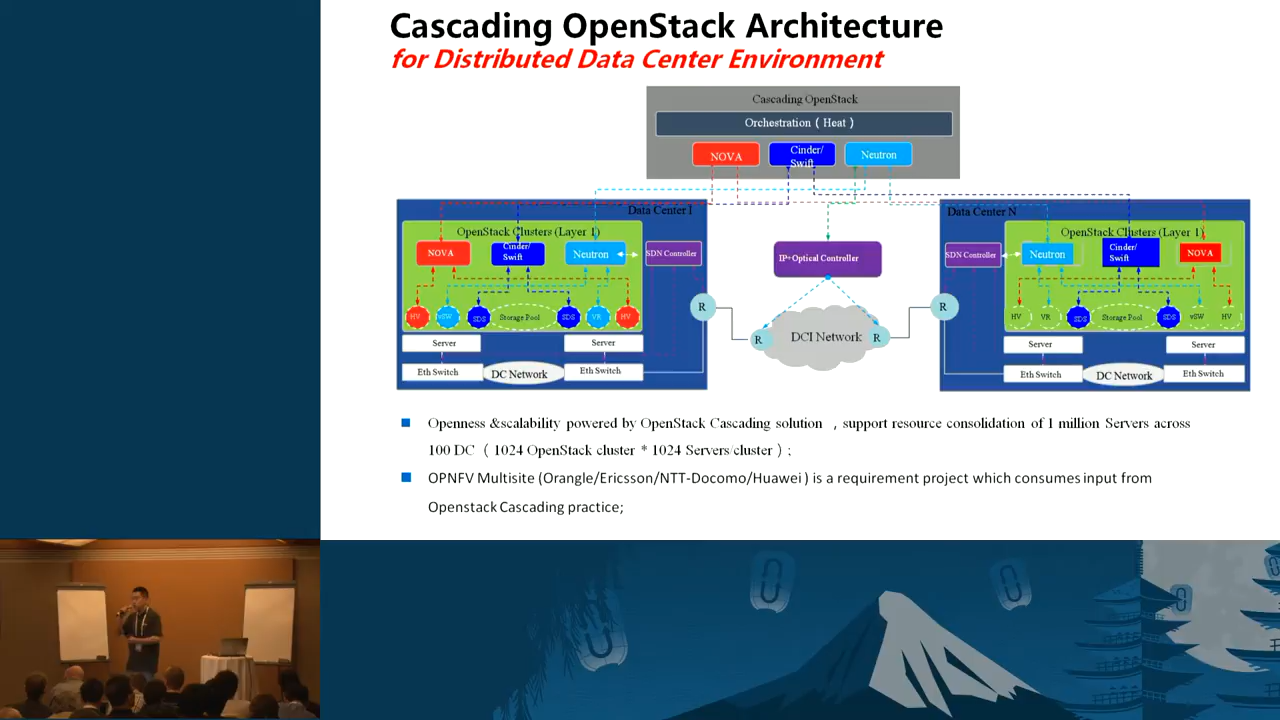 Cascading OpenStack Architecture
for Distributed Data Center Environment
Cascading OpenStack
Orchestration ( Heat )
NOVA
Cinder/
Swift
Neutron
Data Center 1
OpenStack Clusters (Layer 1)
NOVA
Cinder/
Swift
Neutron
SDN Controller
HV
vSW
SDS
Storage Pool
SDS
VR
HV
Server
Server
Eth Switch
DC Network
Eth Switch
R
IP+Optical Controller
R
DCI Network
R
R
Data Center N
OpenStack Clusters (Layer 1)
SDN Controller
Neutron
Cinder/
Swift
NOVA
HV
VR
SDS
Storage Pool
SDS
vSW
HV
Server
Server
Eth Switch
DC Network
Eth Switch
Openness &scalability powered by OpenStack Cascading solution , support resource consolidation of 1 million Servers across
100 DC ( 1024 OpenStack cluster * 1024 Servers/cluster ) ;
OPNFV Multisite (Orangle/Ericsson/NTT-Docomo/Huawei ) is a requirement project which consumes input from
Openstack Cascading practice;